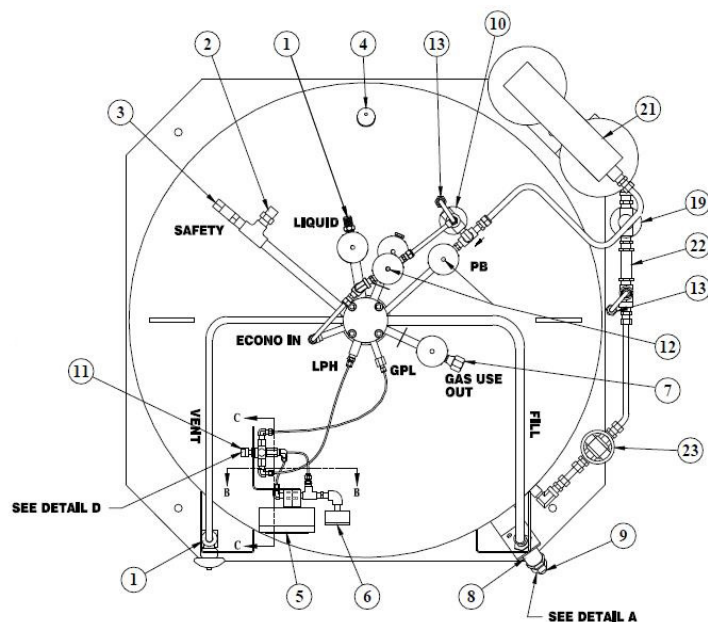 1
2
3
4
13
10
21
SAFETY
LIQUID
19
PB
22
13
ECONO IN
12
LPH
GPL
GAS USE
OUT
7
VENT
FILL
C
11
23
B
B
SEE DETAIL D
C
1
5
6
8
9
SEE DETAIL A